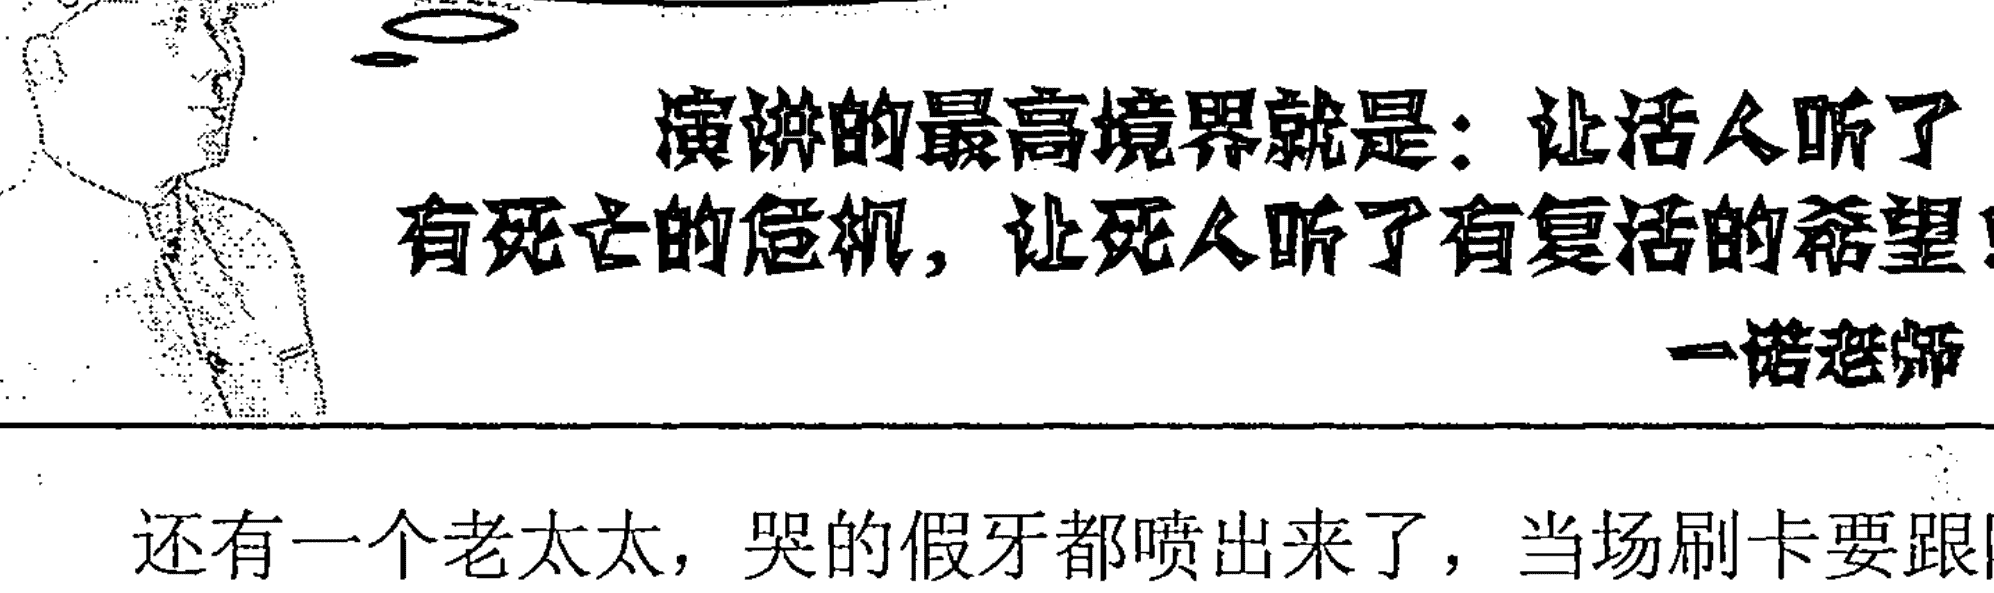 演讲的最高境界就是：让活人听了
有死亡的危机，让死人听了有复活的希望！
一诺老师
还有一个老太太，哭的假牙都喷出来了，当场刷卡要跟